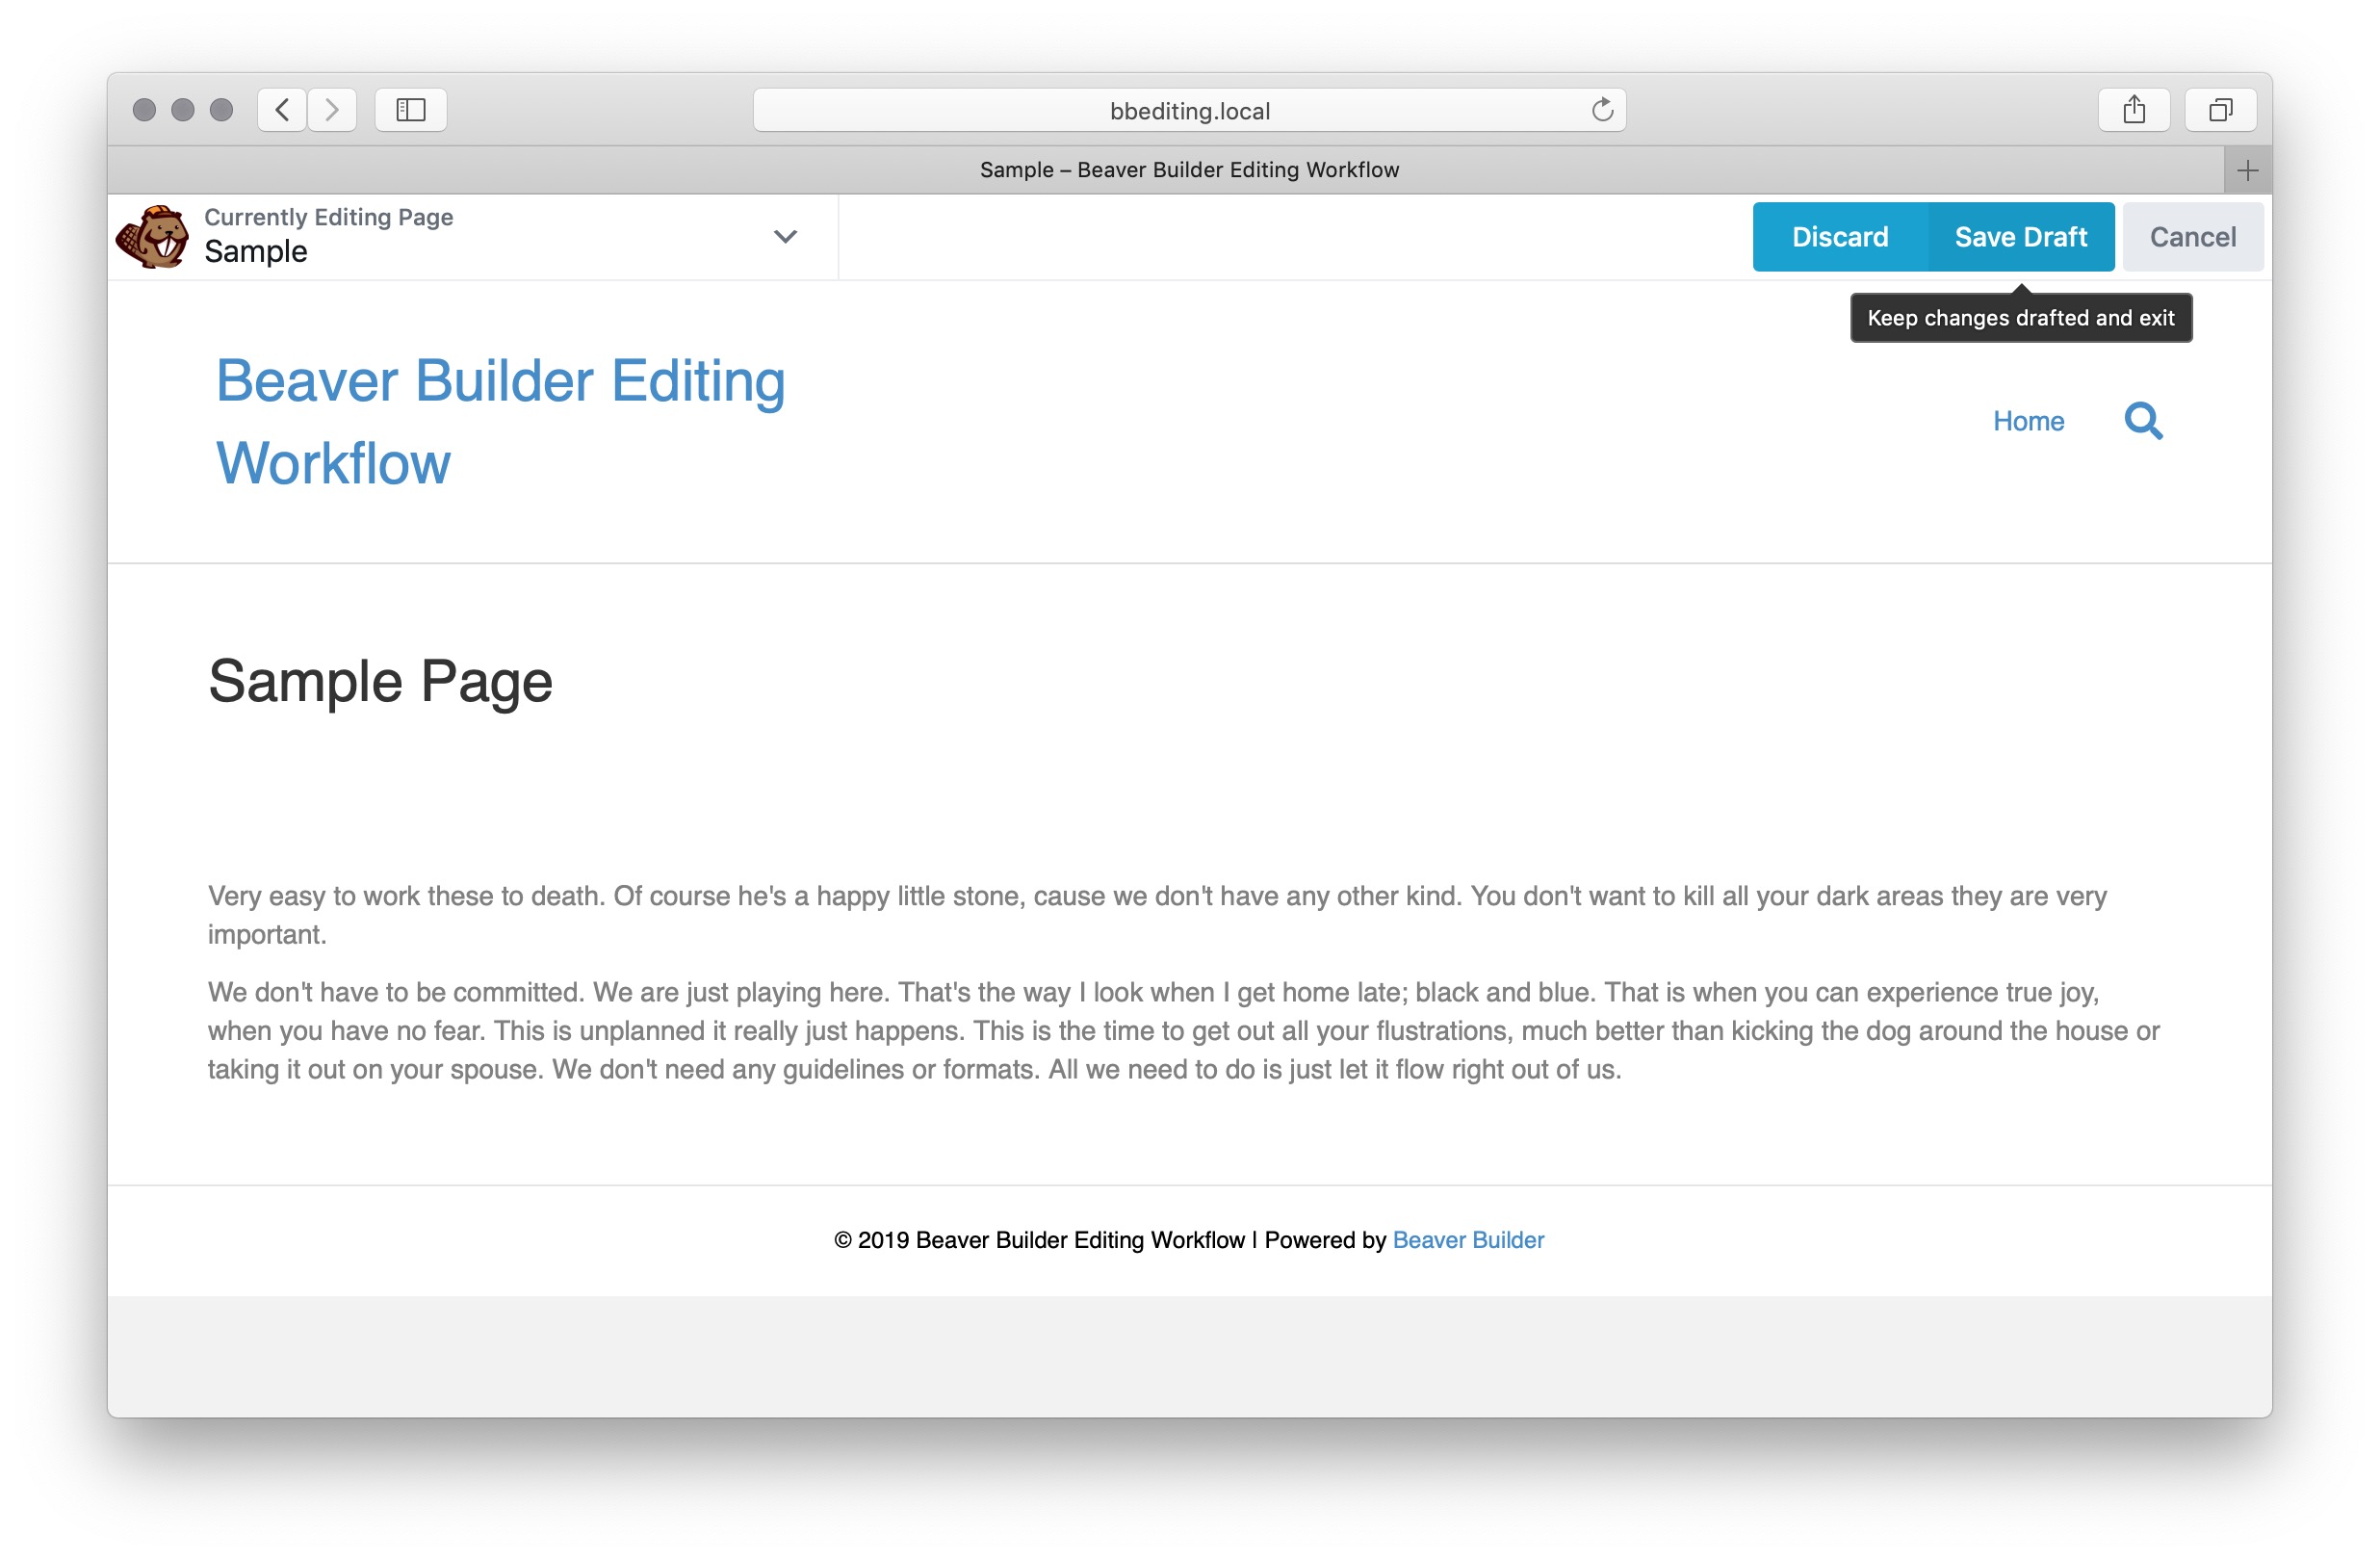 bbediting.local
Sample – Beaver Builder Editing Workflow
Currently Editing Page
Sample
Discard
Save Draft
Cancel
Keep changes drafted and exit
Beaver Builder Editing
Workflow
Home
Sample Page
Very easy to work these to death. Of course he's a happy little stone, cause we don't have any other kind. You don't want to kill all your dark areas they are very
important.
We don't have to be committed. We are just playing here. That's the way I look when I get home late; black and blue. That is when you can experience true joy,
when you have no fear. This is unplanned it really just happens. This is the time to get out all your flustrations, much better than kicking the dog around the house or
taking it out on your spouse. We don't need any guidelines or formats. All we need to do is just let it flow right out of us.
© 2019 Beaver Builder Editing Workflow | Powered by Beaver Builder